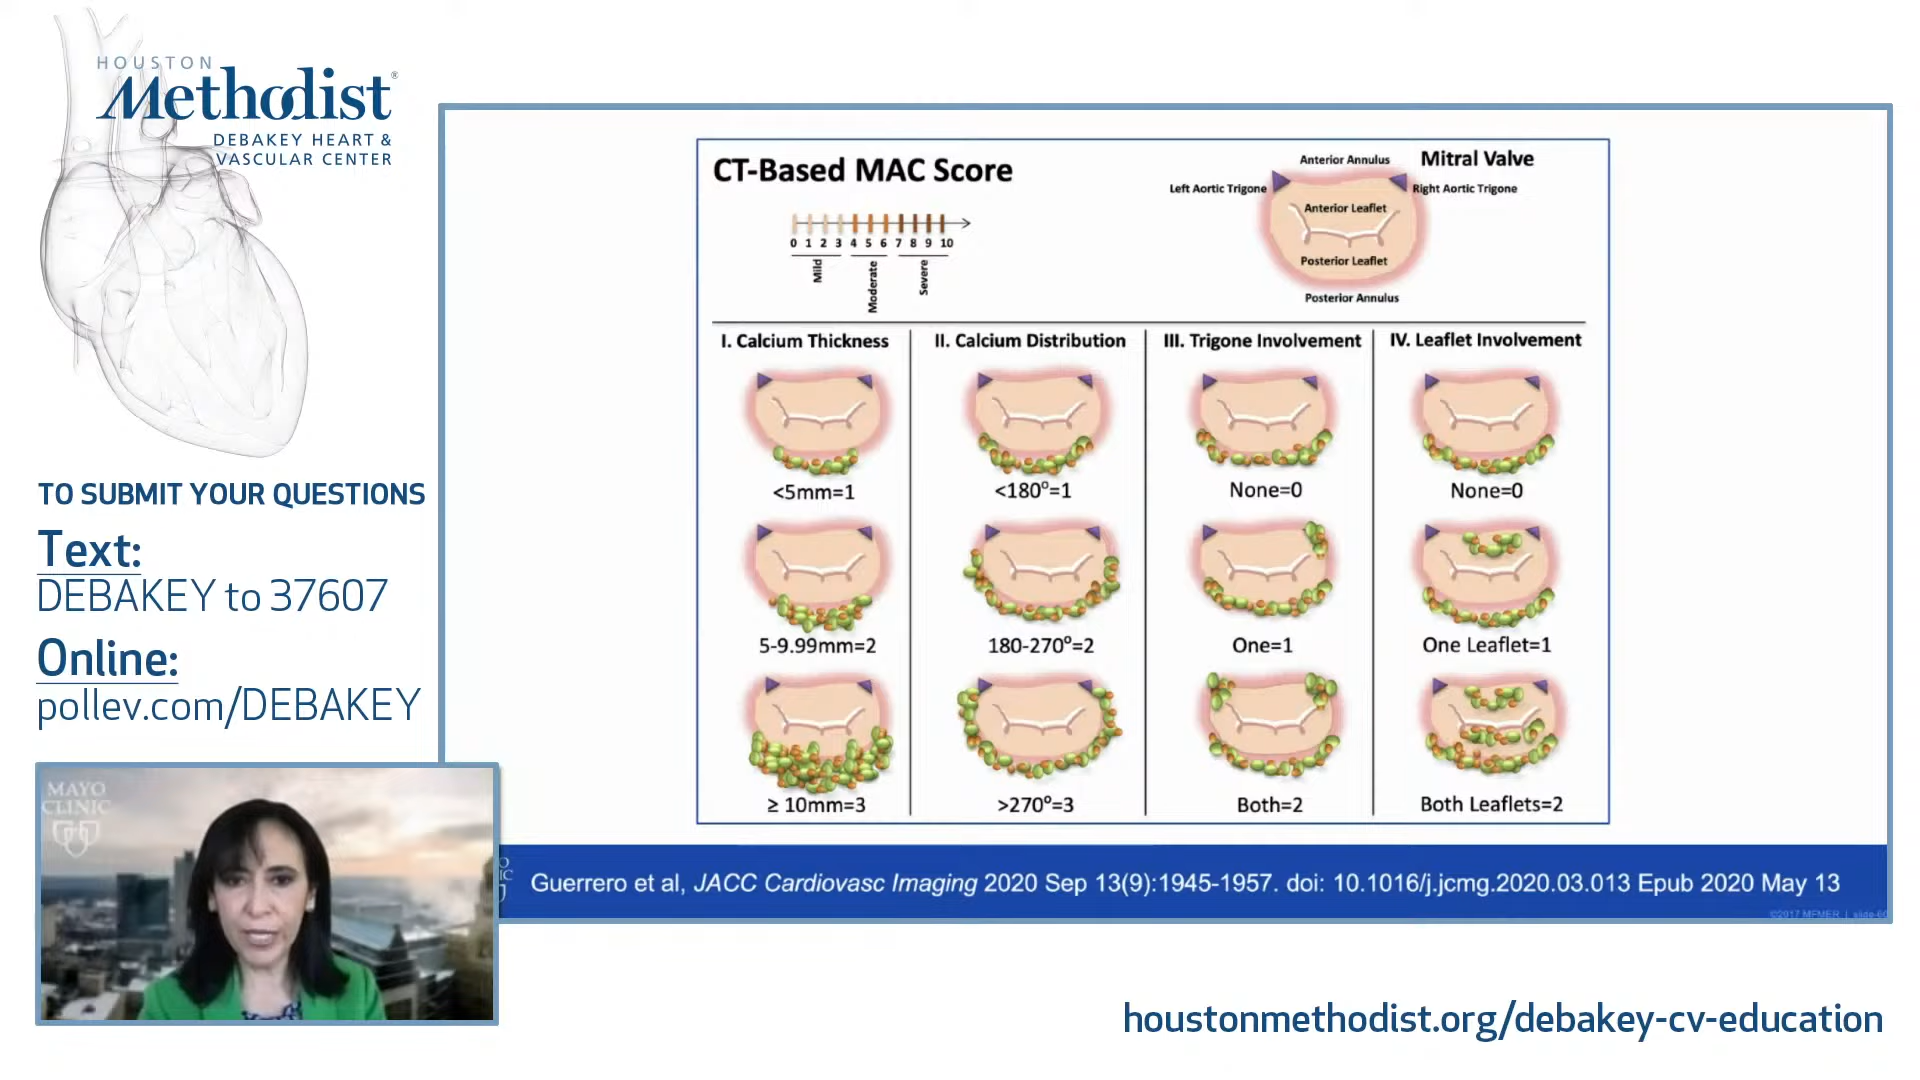 HOUSTON
Methodist®
DEBAKEY HEART &
VASCULAR CENTER
TO SUBMIT YOUR QUESTIONS
Text:
DEBAKEY to 37607
Online:
pollev.com/DEBAKEY
MAYO
CLINIC
CT-Based MAC Score
0 1 2 3 4 5 6 7 8 9 10
Mild
Moderate
Severe
Mitral Valve
Anterior Annulus
Left Aortic Trigone
Right Aortic Trigone
Anterior Leaflet
Posterior Leaflet
Posterior Annulus
I. Calcium Thickness
<5mm=1
5-9.99mm=2
≥ 10mm=3
II. Calcium Distribution
<180º=1
180-270º=2
>270º=3
III. Trigone Involvement
None=0
One=1
Both=2
IV. Leaflet Involvement
None=0
One Leaflet=1
Both Leaflets=2
Guerrero et al, JACC Cardiovasc Imaging 2020 Sep 13(9):1945-1957. doi: 10.1016/j.jcmg.2020.03.013 Epub 2020 May 13
©2017 MFMER |
houstonmethodist.org/debakey-cv-education